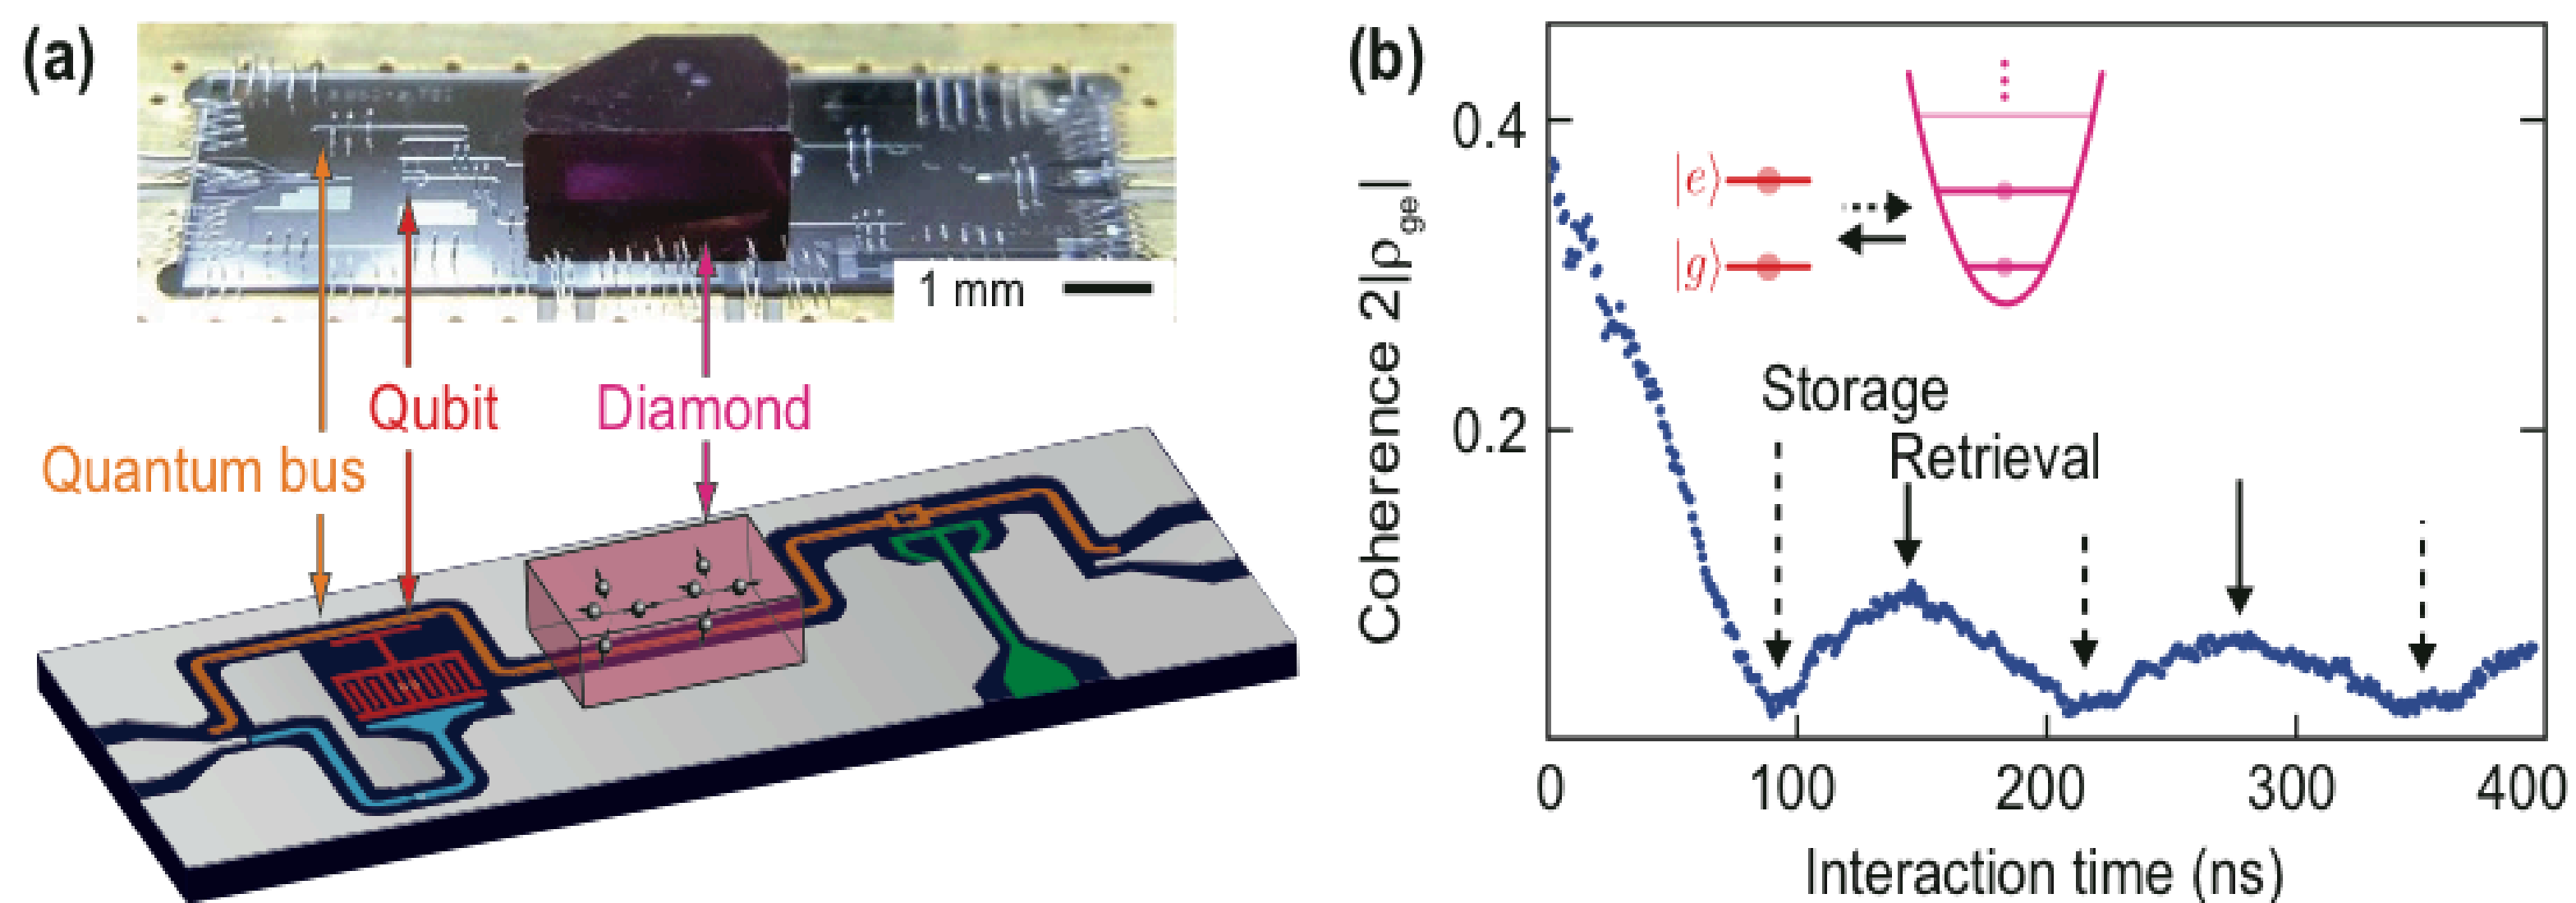 (a)
1 mm
Qubit
Diamond
Quantum bus
(b)
0.4
0.2
Coherence 2|ρge|
|e⟩
|g⟩
Storage
Retrieval
0 100 200 300 400
Interaction time (ns)